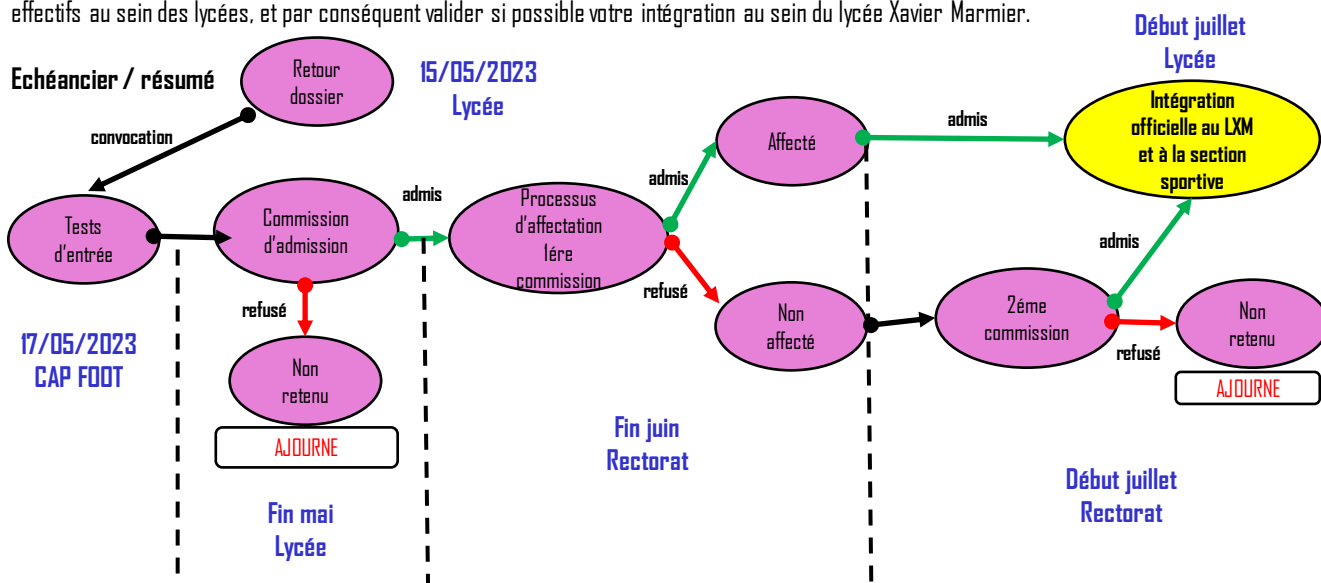 effectifs au sein des lycées, et par conséquent valider si possible votre intégration au sein du lycée Xavier Marmier.
Echéancier / résumé
Retour
dossier
15/05/2023
Lycée
convocation
Tests
d'entrée
17/05/2023
CAP FOOT
Commission
d'admission
refusé
Non
retenu
AJOURNE
Fin mai
Lycée
admis
Processus
d'affectation
1ére
commission
admis
refusé
Affecté
Non
affecté
Fin juin
Rectorat
admis
Début juillet
Lycée
Intégration
officielle au LXM
et à la section
sportive
2éme
commission
admis
refusé
Non
retenu
AJOURNE
Début juillet
Rectorat